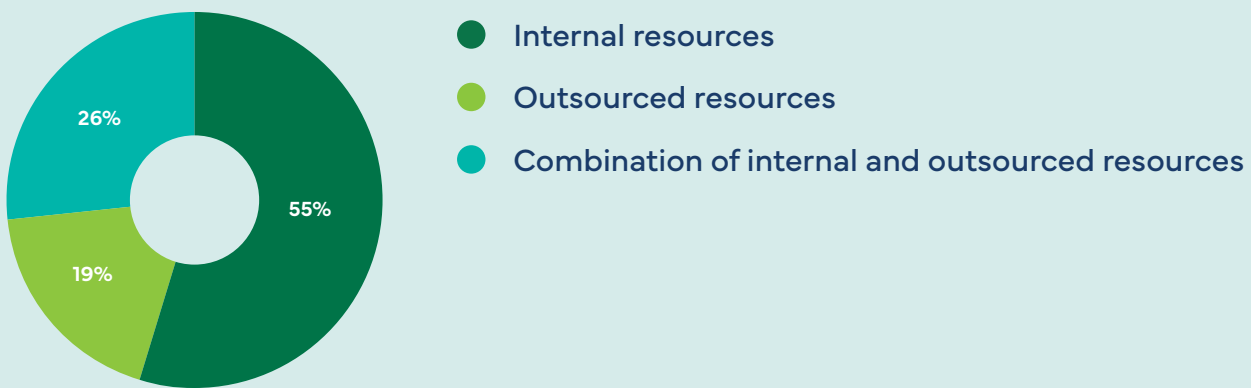 Internal resources
Outsourced resources
Combination of internal and outsourced resources
26%
55%
19%